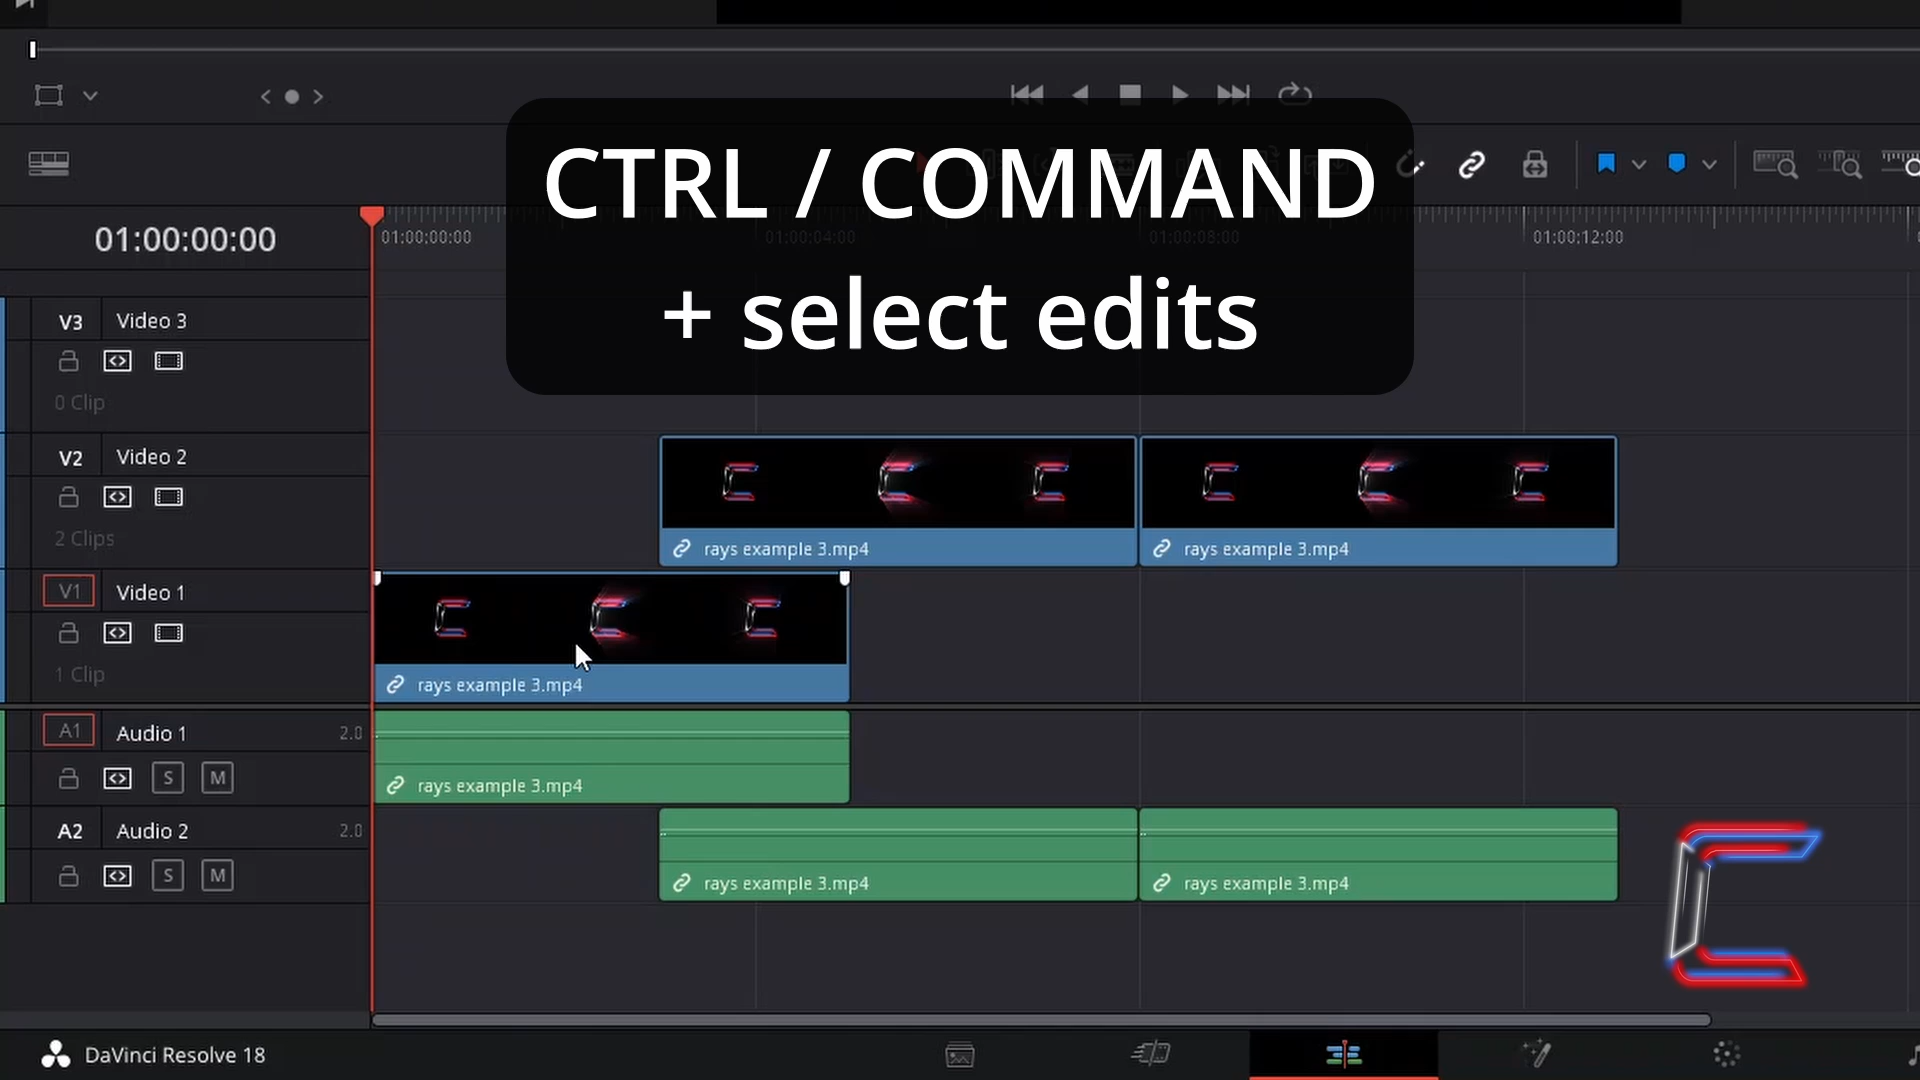 CTRL / COMMAND
+ select edits
01:00:00:00
01:00:00:00
01:00:04:00
01:00:08:00
01:00:12:00
V3 Video 3
0 Clip
V2 Video 2
2 Clips
rays example 3.mp4
rays example 3.mp4
V1 Video 1
1 Clip
rays example 3.mp4
A1 Audio 1 2.0
S M
rays example 3.mp4
A2 Audio 2 2.0
S M
rays example 3.mp4
rays example 3.mp4
DaVinci Resolve 18